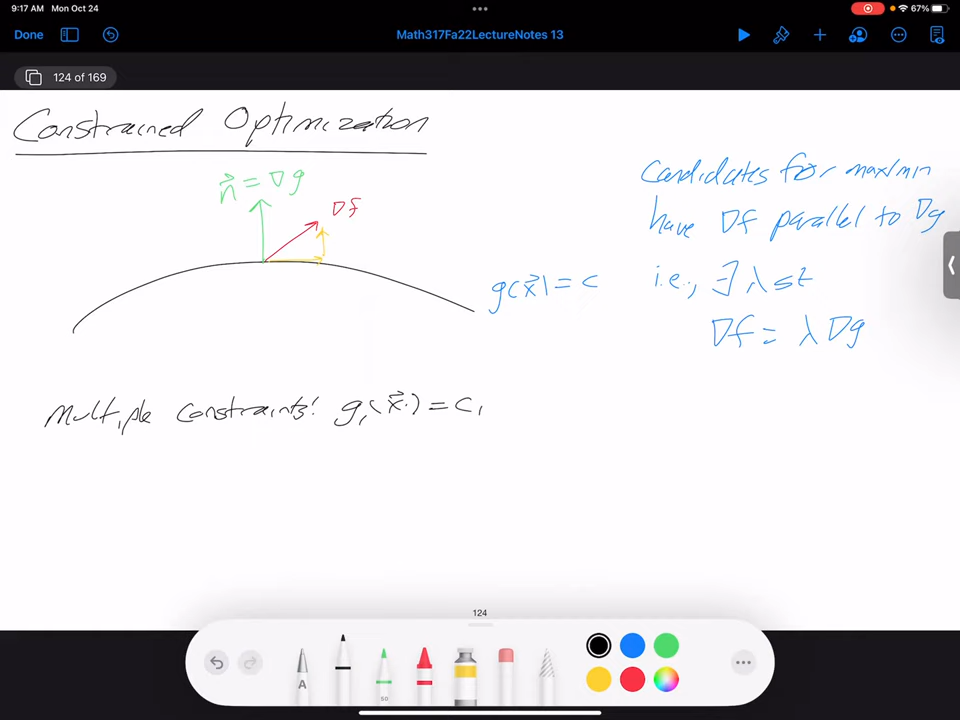 9:17 AM Mon Oct 24
67%
Done
Math317Fa22LectureNotes 13
124 of 169
Constrained Optimization
n⃗ = ∇g
∇f
g(x⃗) = c
Candidates for max/min
have ∇f parallel to ∇g
i.e., ∃ λ st
∇f = λ ∇g
Multiple constraints: g₁(x⃗) = c₁
124
A
50